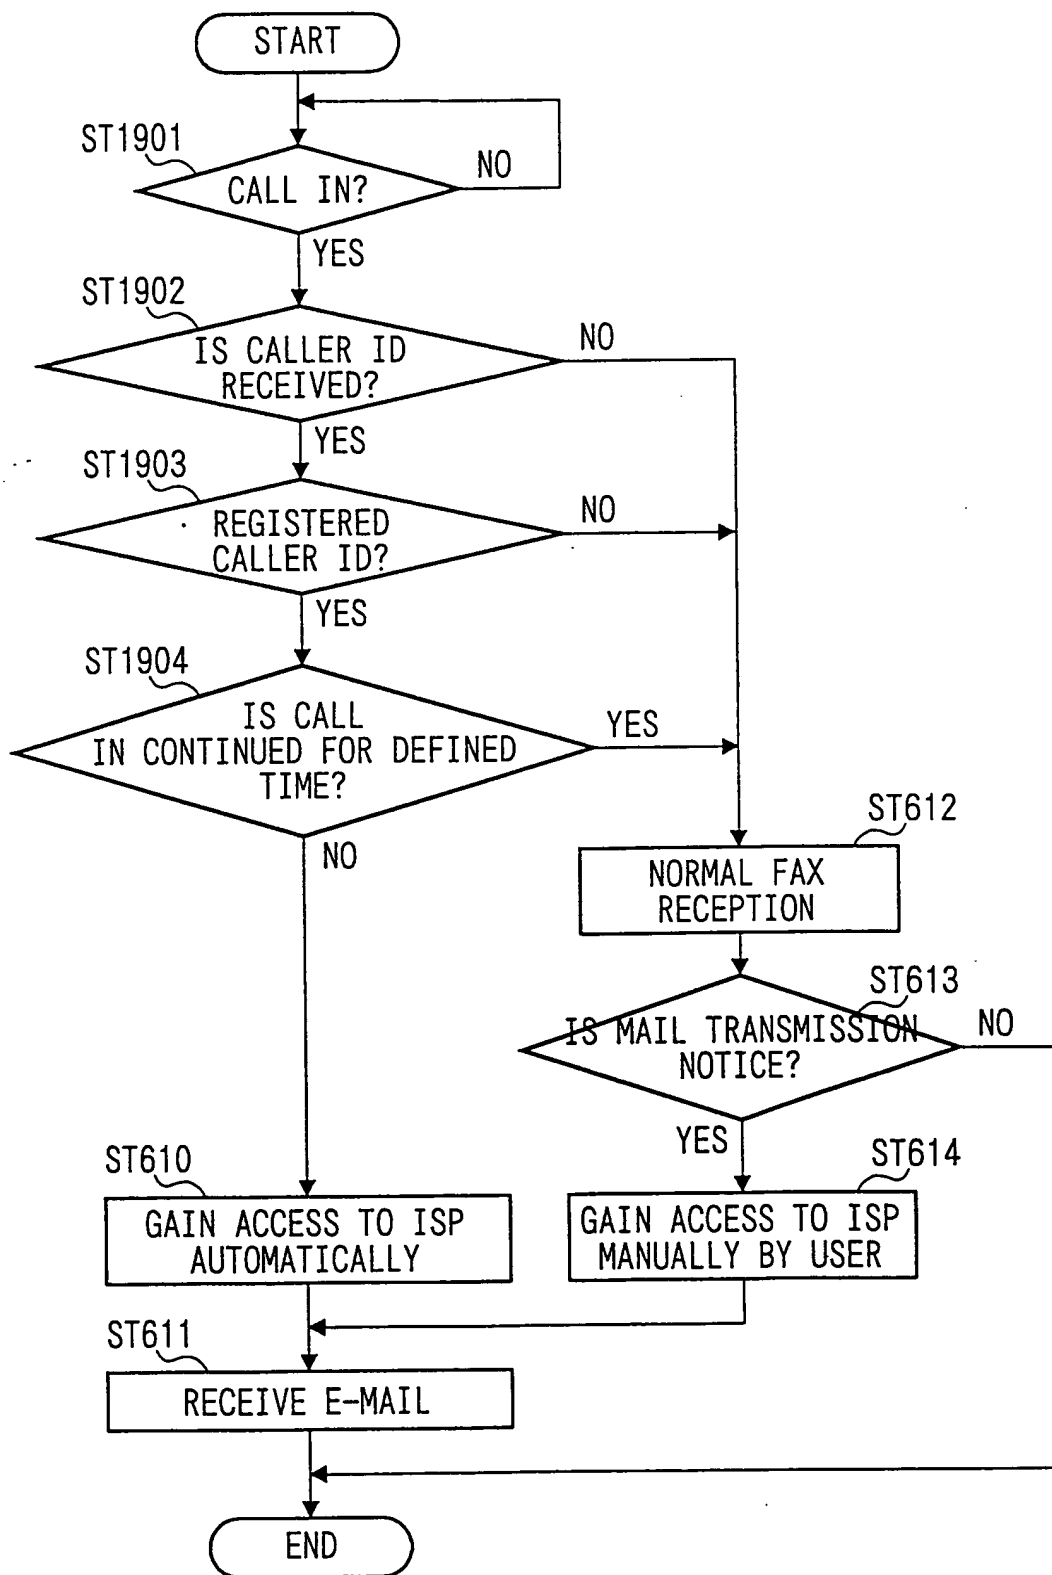 START
ST1901
CALL IN?
NO
YES
ST1902
IS CALLER ID
RECEIVED?
NO
YES
ST1903
REGISTERED
CALLER ID?
NO
YES
ST1904
IS CALL
IN CONTINUED FOR DEFINED
TIME?
YES
NO
ST612
NORMAL FAX
RECEPTION
ST613
IS MAIL TRANSMISSION
NOTICE?
NO
YES
ST610
GAIN ACCESS TO ISP
AUTOMATICALLY
ST614
GAIN ACCESS TO ISP
MANUALLY BY USER
ST611
RECEIVE E-MAIL
END